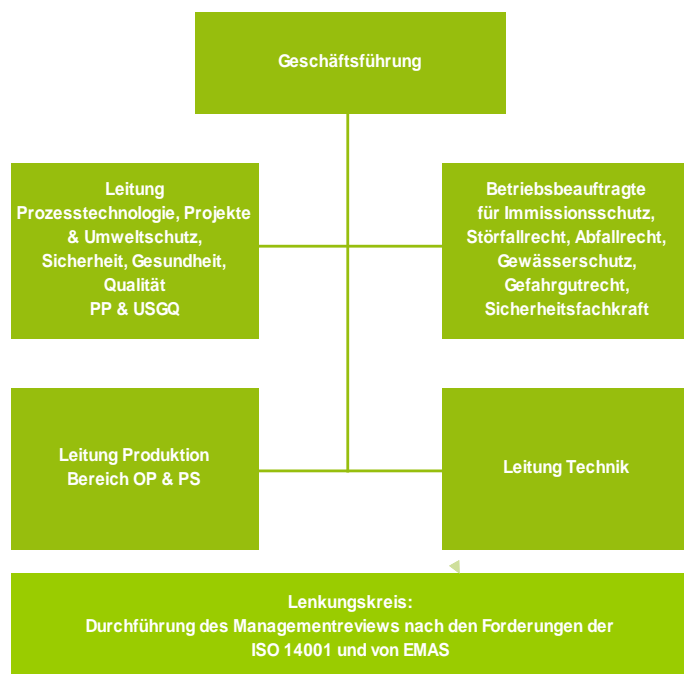 Geschäftsführung
Leitung
Prozesstechnologie, Projekte
& Umweltschutz,
Sicherheit, Gesundheit,
Qualität
PP & USGQ
Betriebsbeauftragte
für Immissionsschutz,
Störfallrecht, Abfallrecht,
Gewässerschutz,
Gefahrgutrecht,
Sicherheitsfachkraft
Leitung Produktion
Bereich OP & PS
Leitung Technik
Lenkungskreis:
Durchführung des Managementreviews nach den Forderungen der
ISO 14001 und von EMAS